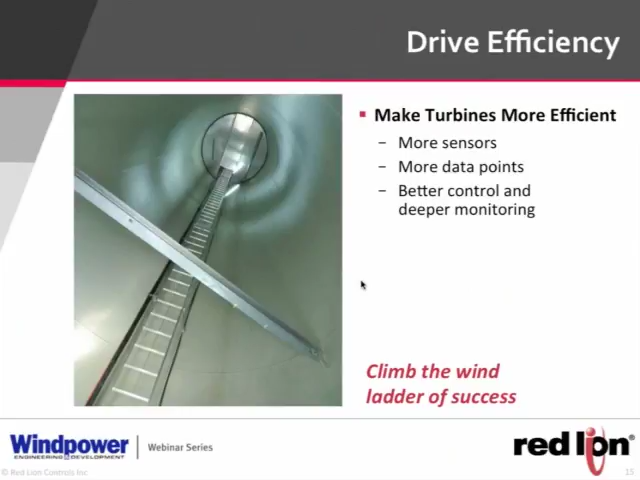 Drive Efficiency
▪ Make Turbines More Efficient
– More sensors
– More data points
– Better control and
deeper monitoring
Climb the wind
ladder of success
Windpower
ENGINEERING & DEVELOPMENT
Webinar Series
red lion®
© Red Lion Controls Inc.
15